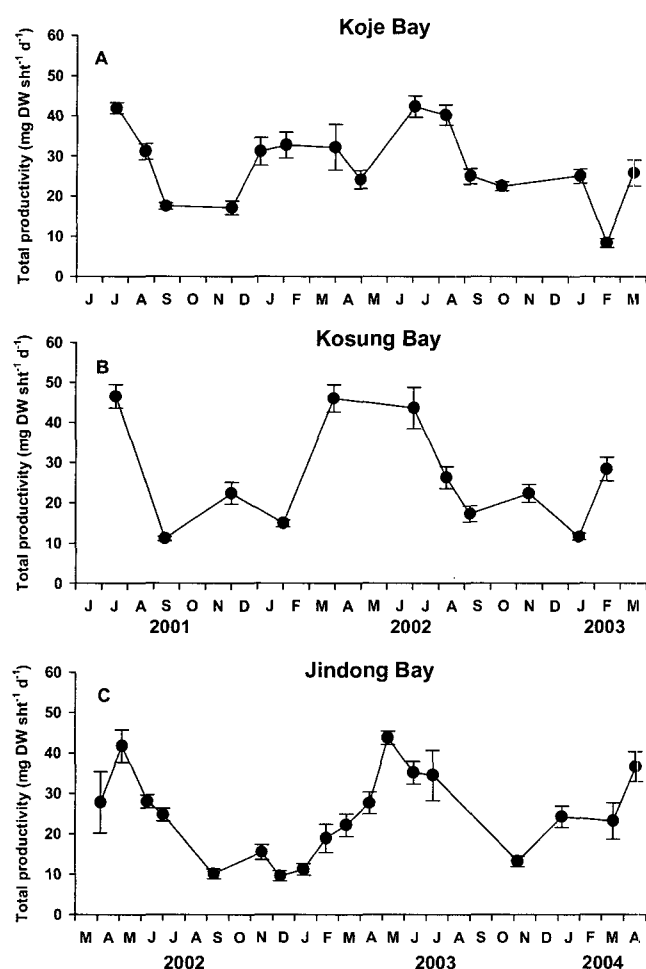 Koje Bay
A
Total productivity (mg DW sht⁻¹ d⁻¹)
60
50
40
30
20
10
0
J J A S O N D J F M A M J J A S O N D J F M
Kosung Bay
B
Total productivity (mg DW sht⁻¹ d⁻¹)
60
50
40
30
20
10
0
J J A S O N D J F M A M J J A S O N D J F M
2001 2002 2003
Jindong Bay
C
Total productivity (mg DW sht⁻¹ d⁻¹)
60
50
40
30
20
10
0
M A M J J A S O N D J F M A M J J A S O N D J F M A
2002 2003 2004